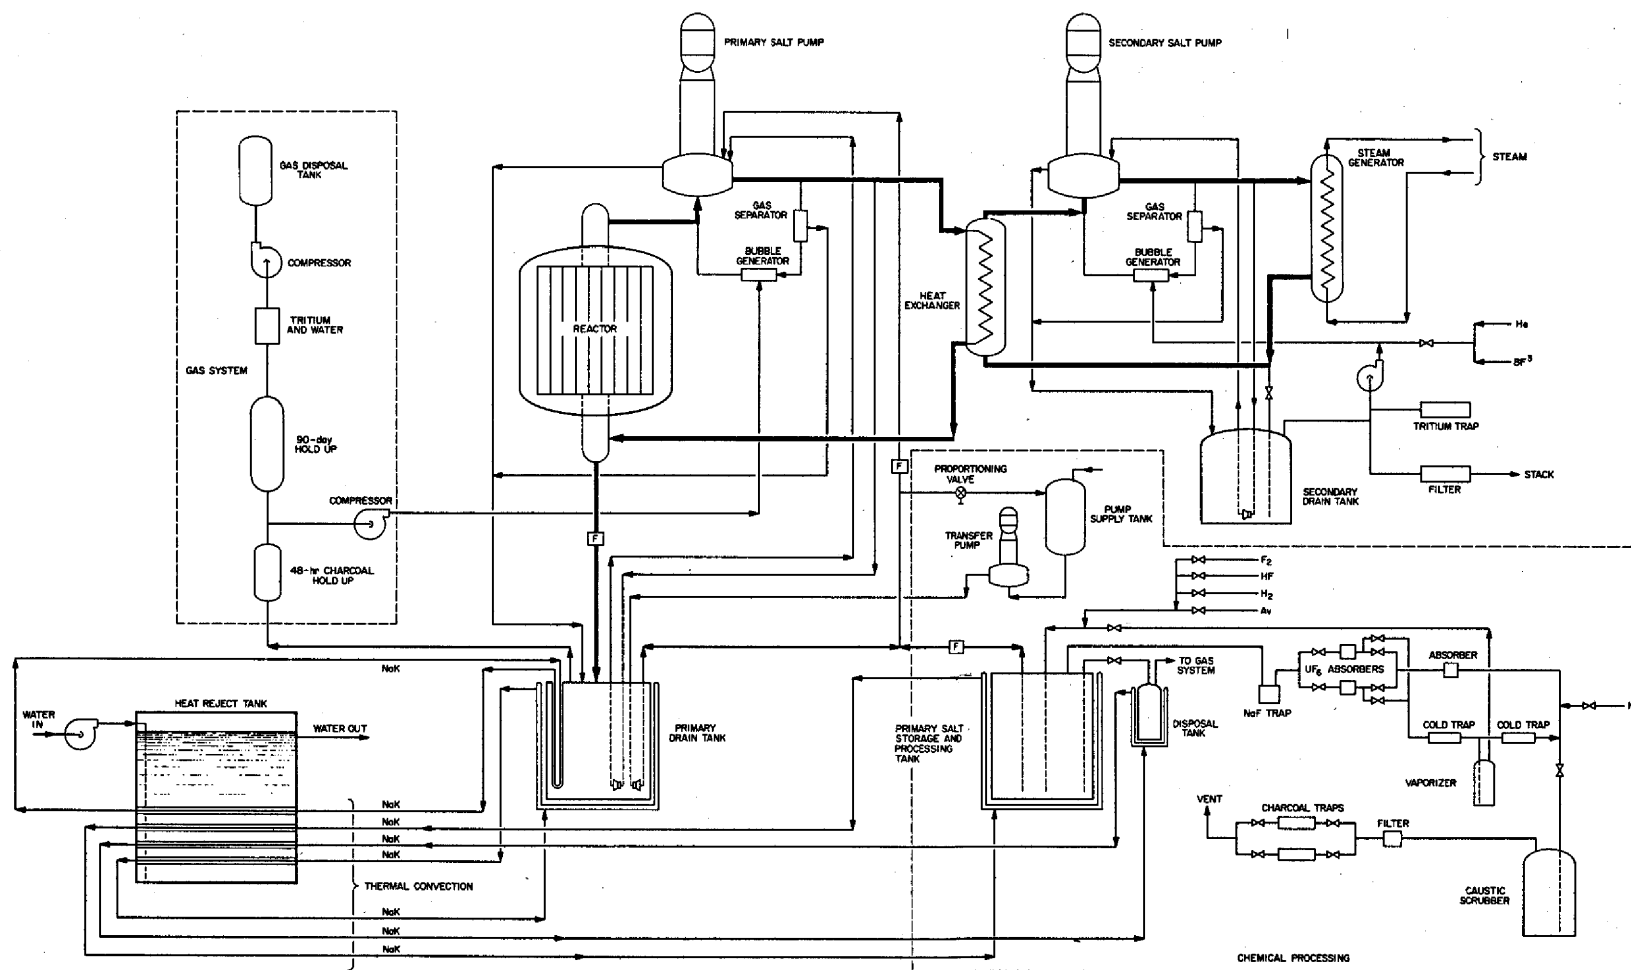 PRIMARY SALT PUMP
SECONDARY SALT PUMP
GAS DISPOSAL
TANK
COMPRESSOR
TRITIUM
AND WATER
GAS SYSTEM
90-day
HOLD UP
COMPRESSOR
48-hr CHARCOAL
HOLD UP
GAS
SEPARATOR
BUBBLE
GENERATOR
REACTOR
HEAT
EXCHANGER
GAS
SEPARATOR
BUBBLE
GENERATOR
STEAM
GENERATOR
STEAM
He
BF3
TRITIUM TRAP
STACK
FILTER
SECONDARY
DRAIN TANK
F
F
PROPORTIONING
VALVE
PUMP
SUPPLY TANK
TRANSFER
PUMP
F2
HF
H2
Av
F
TO GAS
SYSTEM
UF6 ABSORBERS
ABSORBER
NaF TRAP
N
NaK
HEAT REJECT TANK
WATER
IN
WATER OUT
PRIMARY
DRAIN TANK
PRIMARY SALT
STORAGE AND
PROCESSING
TANK
DISPOSAL
TANK
COLD TRAP
COLD TRAP
VAPORIZER
VENT
CHARCOAL TRAPS
FILTER
CAUSTIC
SCRUBBER
NaK
NaK
NaK
NaK
THERMAL CONVECTION
NaK
NaK
NaK
CHEMICAL PROCESSING